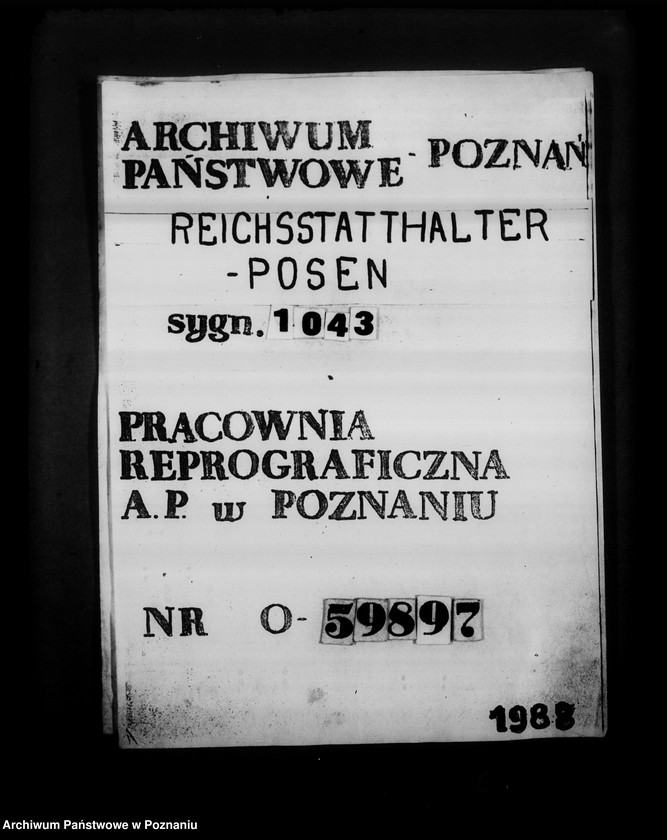 ARCHIWUM
PAŃSTWOWE - POZNAŃ
REICHSSTATTHALTER
-POSEN
sygn. 1043
PRACOWNIA
REPROGRAFICZNA
A.P. w POZNANIU
NR O-59897
1988
Archiwum Państwowe w Poznaniu